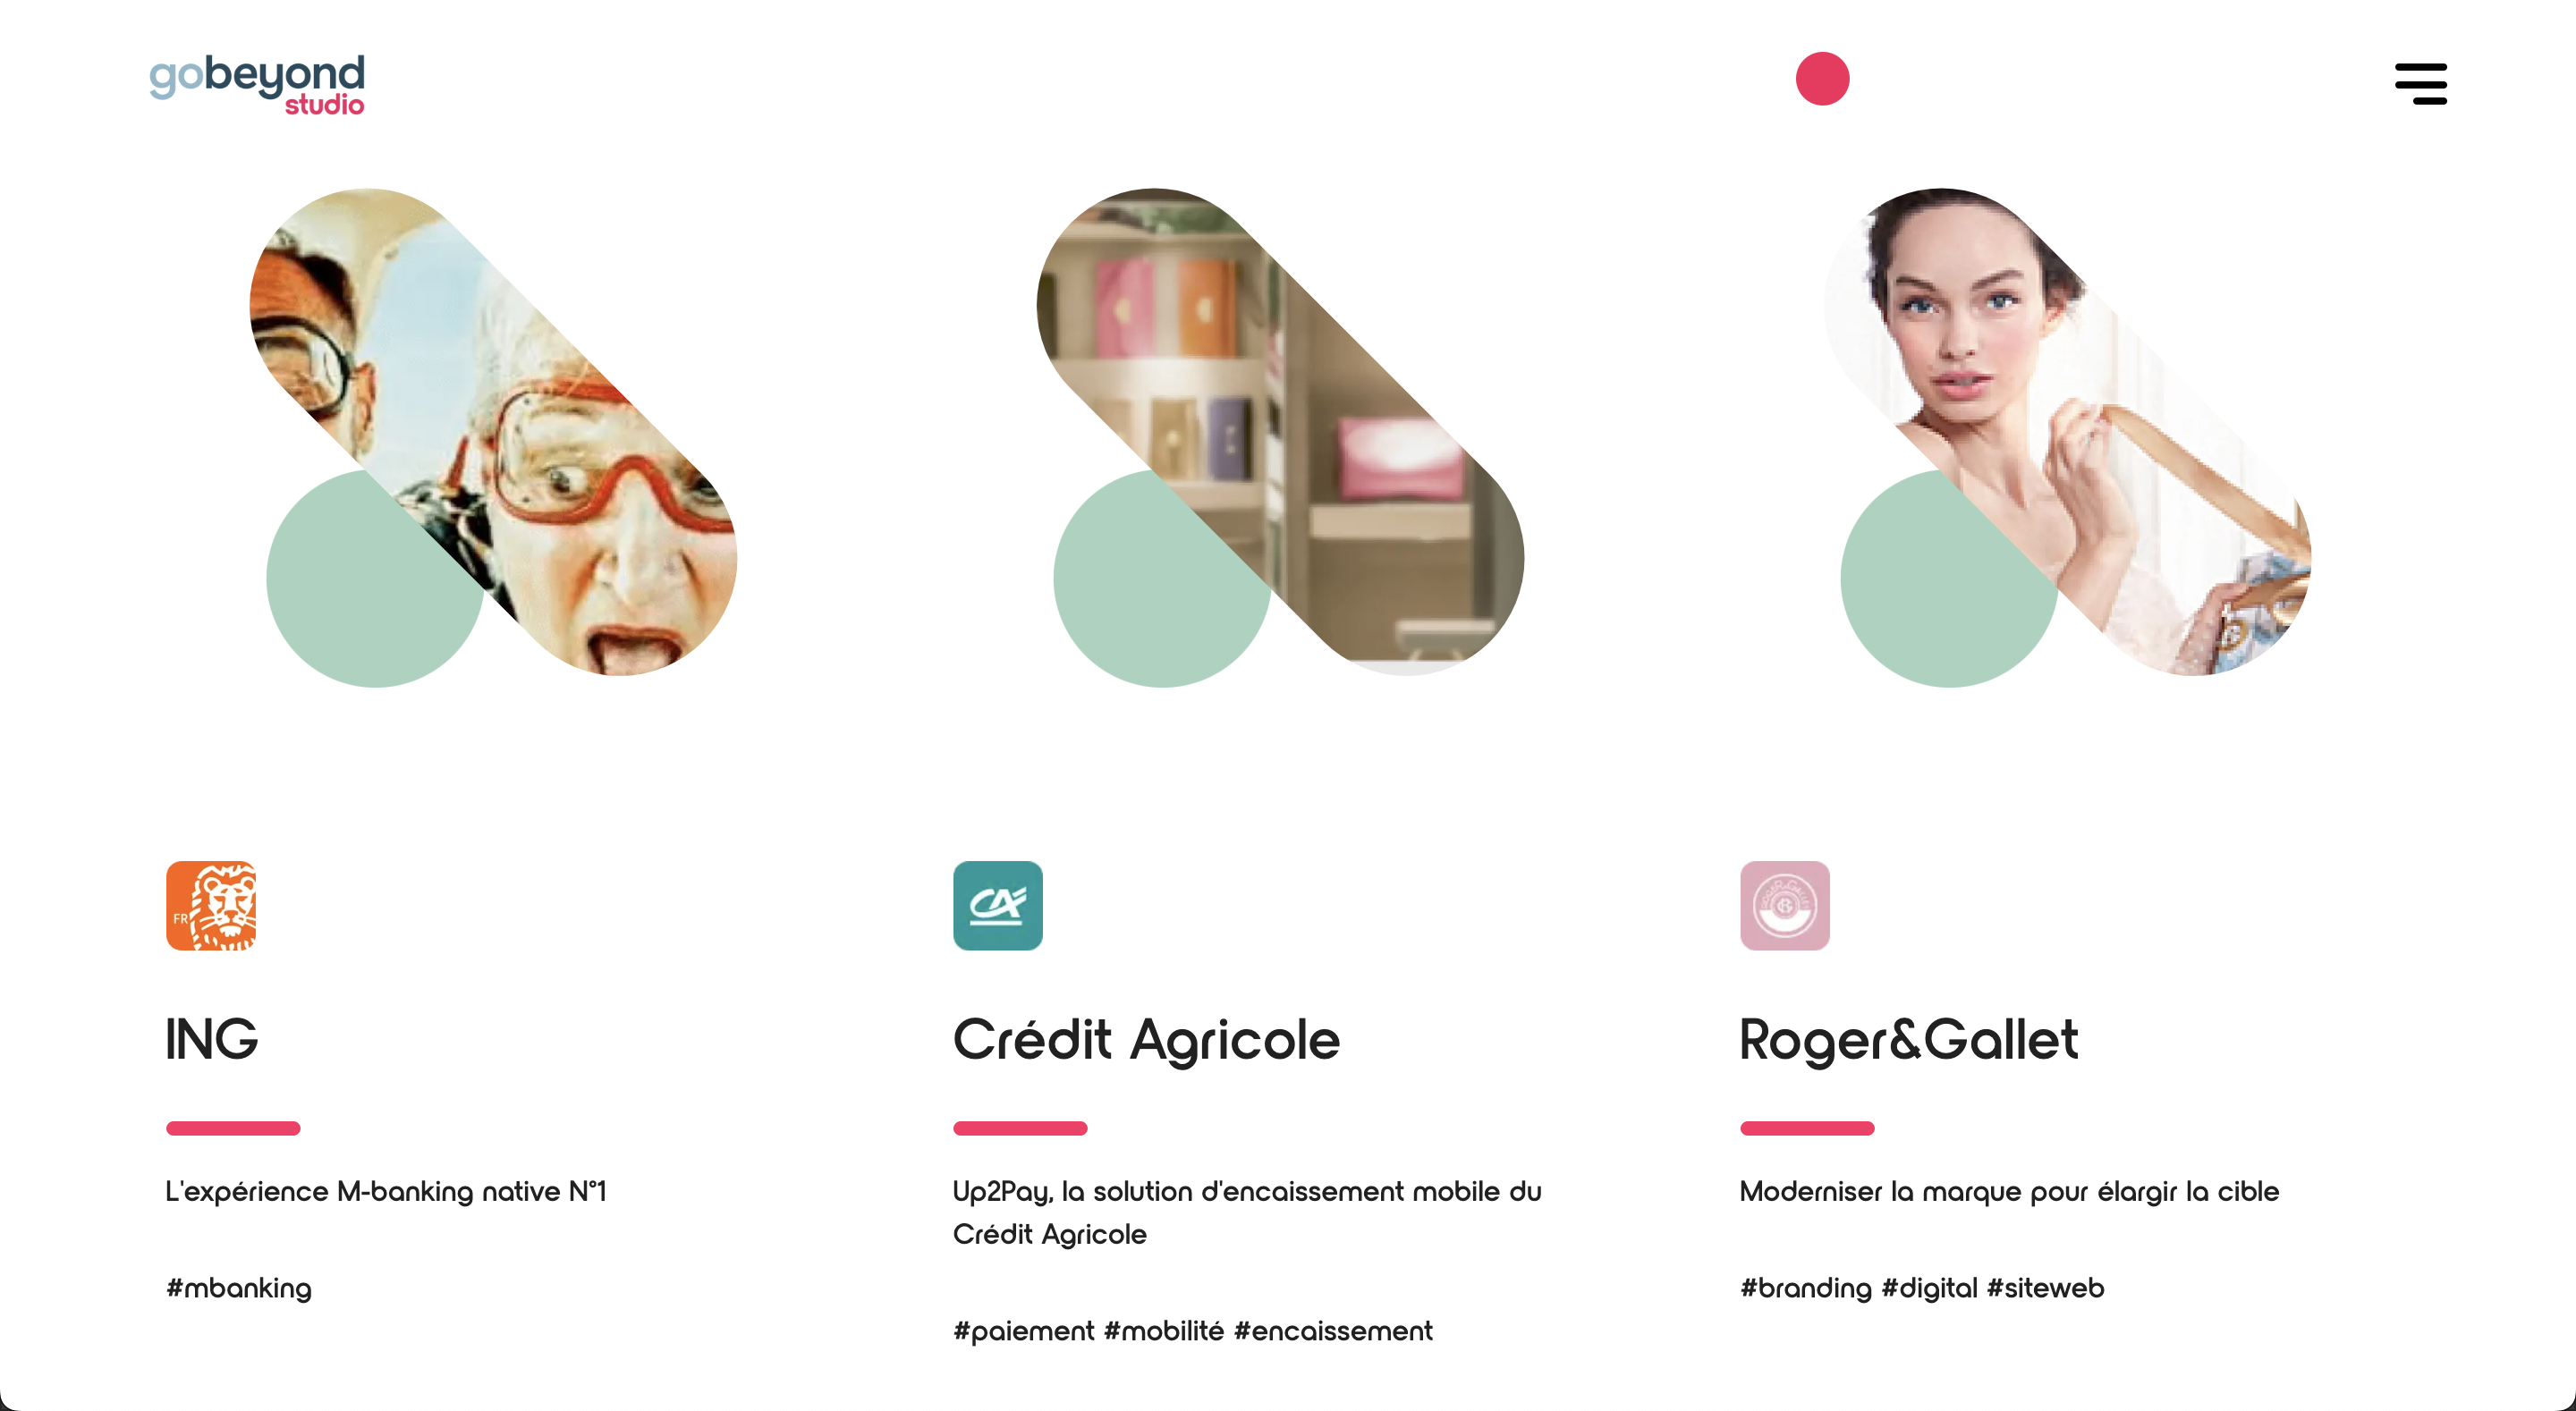 gobeyond
studio
FR
CA
ING
Crédit Agricole
Roger&Gallet
L'expérience M-banking native N°1
#mbanking
Up2Pay, la solution d'encaissement mobile du
Crédit Agricole
#paiement #mobilité #encaissement
Moderniser la marque pour élargir la cible
#branding #digital #siteweb